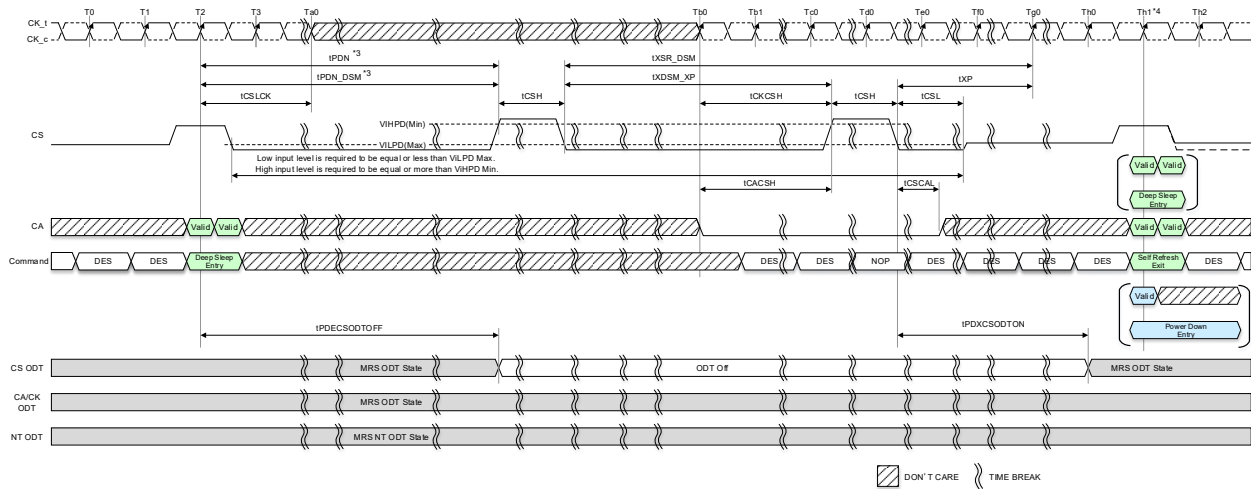 T0 T1 T2 T3 Ta0 Tb0 Tb1 Tc0 Td0 Te0 Tf0 Tg0 Th0 Th1*4 Th2
CK_t
CK_c
tPDN *3 tXSR_DSM
tPDN_DSM *3 tXDSM_XP tXP
tCSLCK tCSH tCKCSH tCSH tCSL
VIHPD(Min)
CS
VILPD(Max)
Low input level is required to be equal or less than ViLPD Max.
High input level is required to be equal or more than ViHPD Min.
Valid Valid
tCACSH tCSCAL
Deep Sleep
Entry
CA Valid Valid Valid Valid
Command DES DES Deep Sleep Entry DES DES NOP DES DES DES DES Self Refresh Exit DES
Valid
tPDECSODTOFF tPDXCSODTON
Power Down
Entry
CS ODT MRS ODT State ODT Off MRS ODT State
CA/CK
ODT MRS ODT State
NT ODT MRS NT ODT State
DON'T CARE TIME BREAK